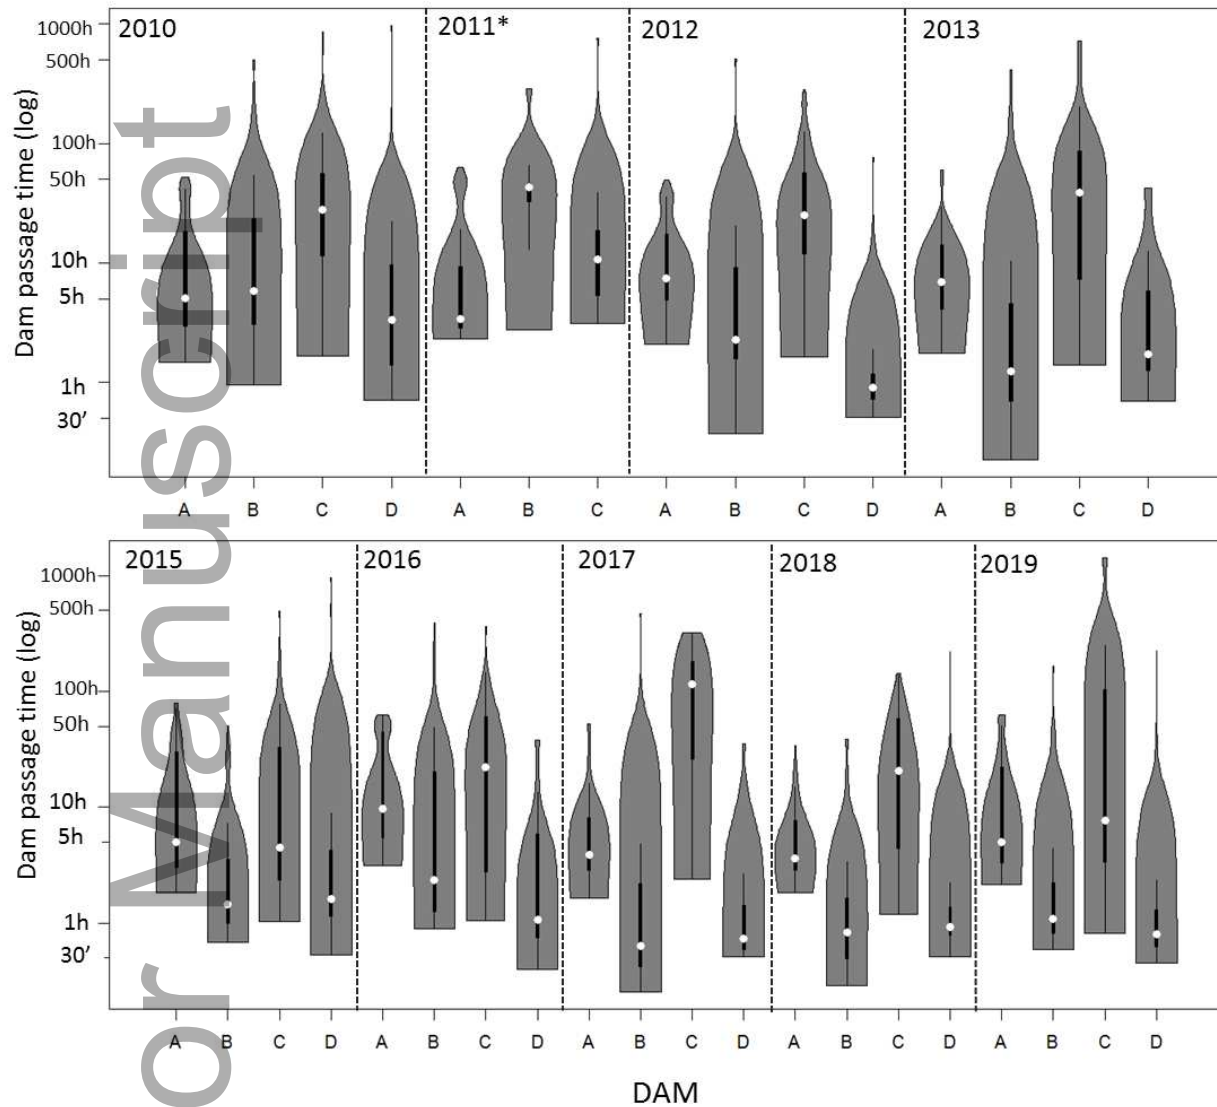 2010 2011* 2012 2013
1000h
500h
100h
50h
10h
5h
1h
30’
Dam passage time (log)
A B C D A B C A B C D A B C D
2015 2016 2017 2018 2019
1000h
500h
100h
50h
10h
5h
1h
30’
Dam passage time (log)
A B C D A B C D A B C D A B C D A B C D
DAM
or Manuscript